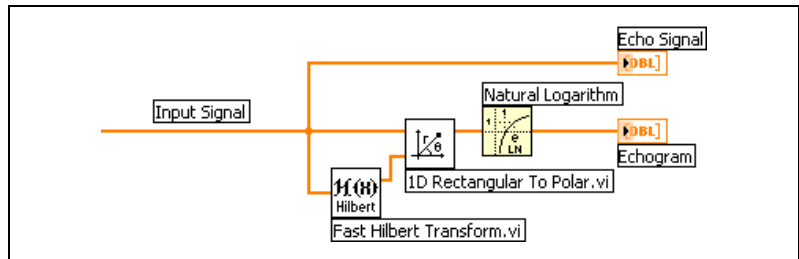 Echo Signal
DBL]
Natural Logarithm
Input Signal
1 1
e
LN
DBL]
r
θ
Echogram
1D Rectangular To Polar.vi
H(H)
Hilbert
Fast Hilbert Transform.vi